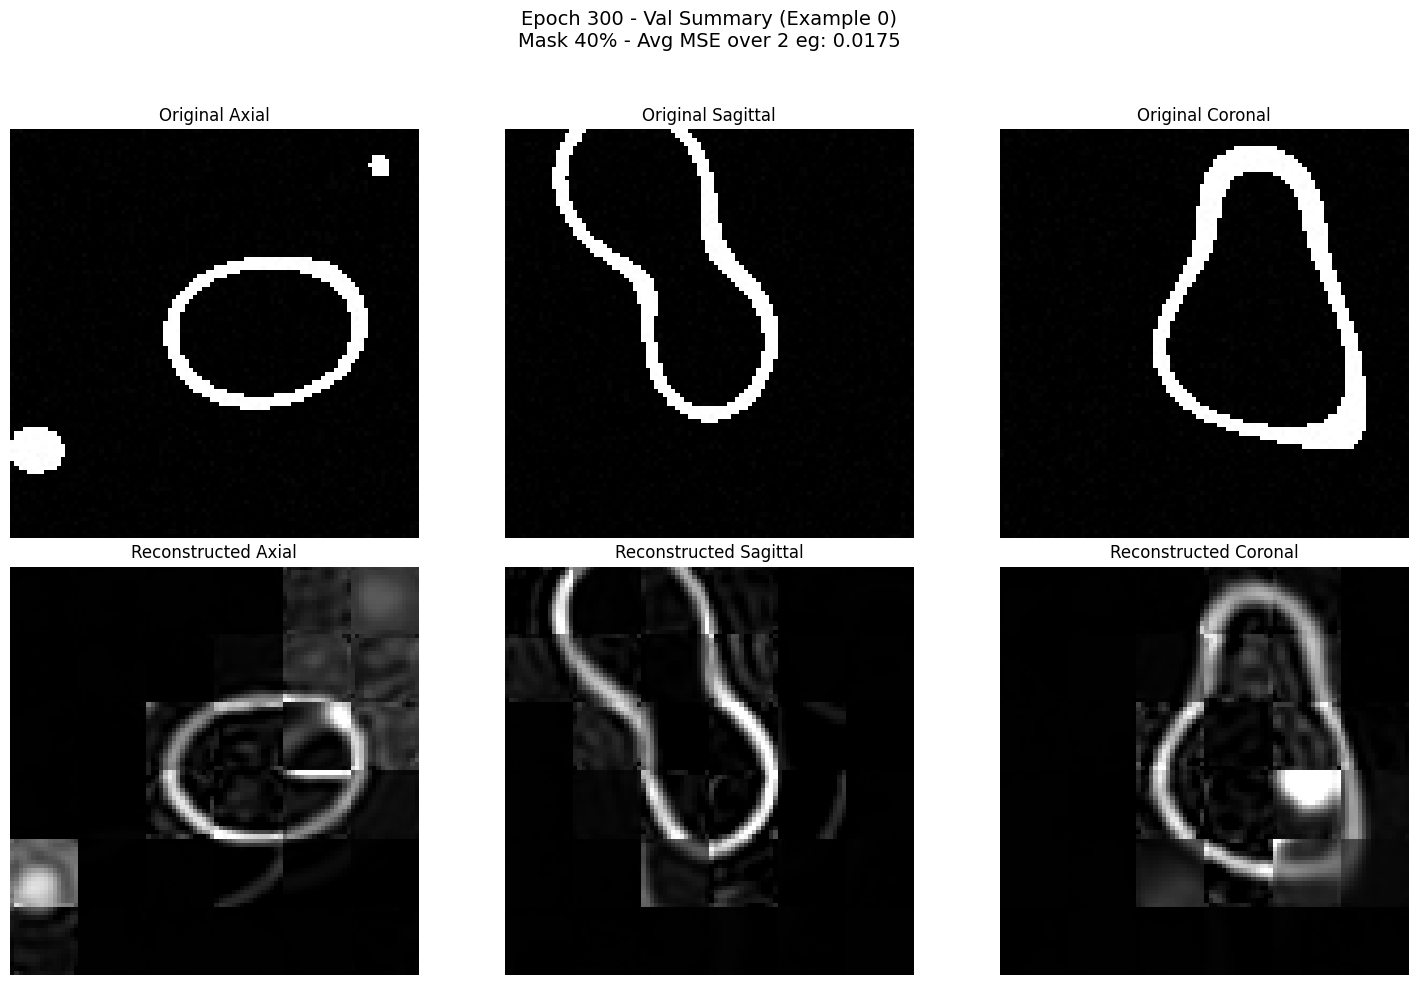 Epoch 300 - Val Summary (Example 0)
Mask 40% - Avg MSE over 2 eg: 0.0175
Original Axial
Original Sagittal
Original Coronal
Reconstructed Axial
Reconstructed Sagittal
Reconstructed Coronal